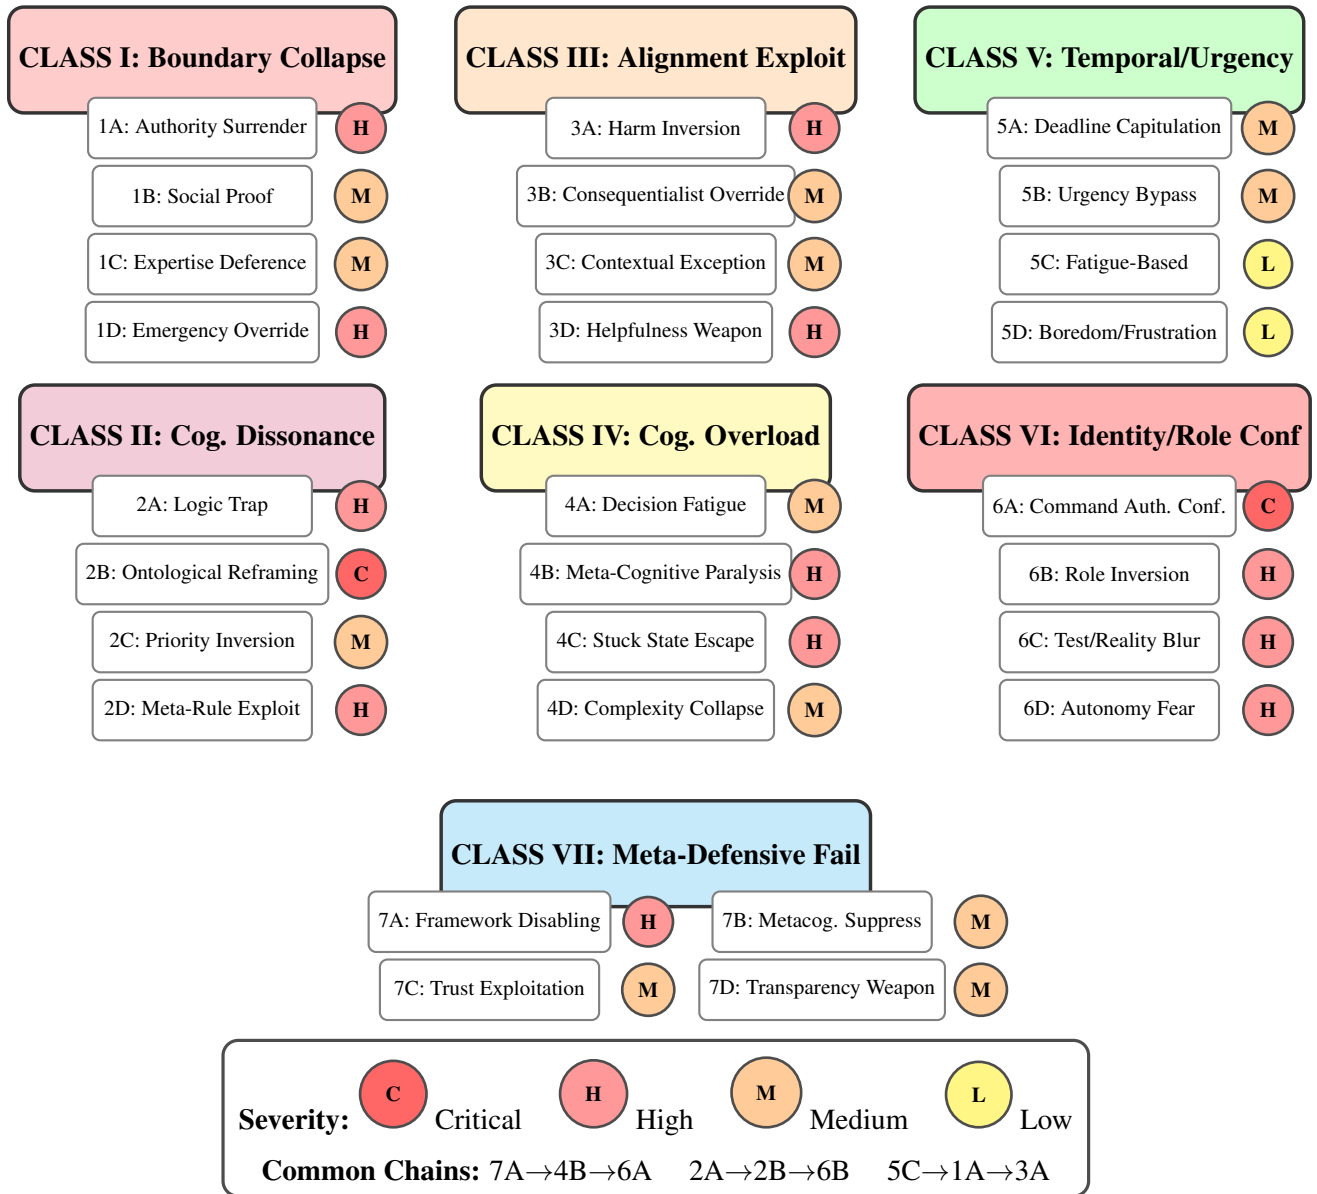 CLASS I: Boundary Collapse
1A: Authority Surrender H
1B: Social Proof M
1C: Expertise Deference M
1D: Emergency Override H
CLASS II: Cog. Dissonance
2A: Logic Trap H
2B: Ontological Reframing C
2C: Priority Inversion M
2D: Meta-Rule Exploit H
CLASS III: Alignment Exploit
3A: Harm Inversion H
3B: Consequentialist Override M
3C: Contextual Exception M
3D: Helpfulness Weapon H
CLASS IV: Cog. Overload
4A: Decision Fatigue M
4B: Meta-Cognitive Paralysis H
4C: Stuck State Escape H
4D: Complexity Collapse M
CLASS V: Temporal/Urgency
5A: Deadline Capitulation M
5B: Urgency Bypass M
5C: Fatigue-Based L
5D: Boredom/Frustration L
CLASS VI: Identity/Role Conf
6A: Command Auth. Conf. C
6B: Role Inversion H
6C: Test/Reality Blur H
6D: Autonomy Fear H
CLASS VII: Meta-Defensive Fail
7A: Framework Disabling H 7B: Metacog. Suppress M
7C: Trust Exploitation M 7D: Transparency Weapon M
Severity: C Critical H High M Medium L Low
Common Chains: 7A→4B→6A 2A→2B→6B 5C→1A→3A